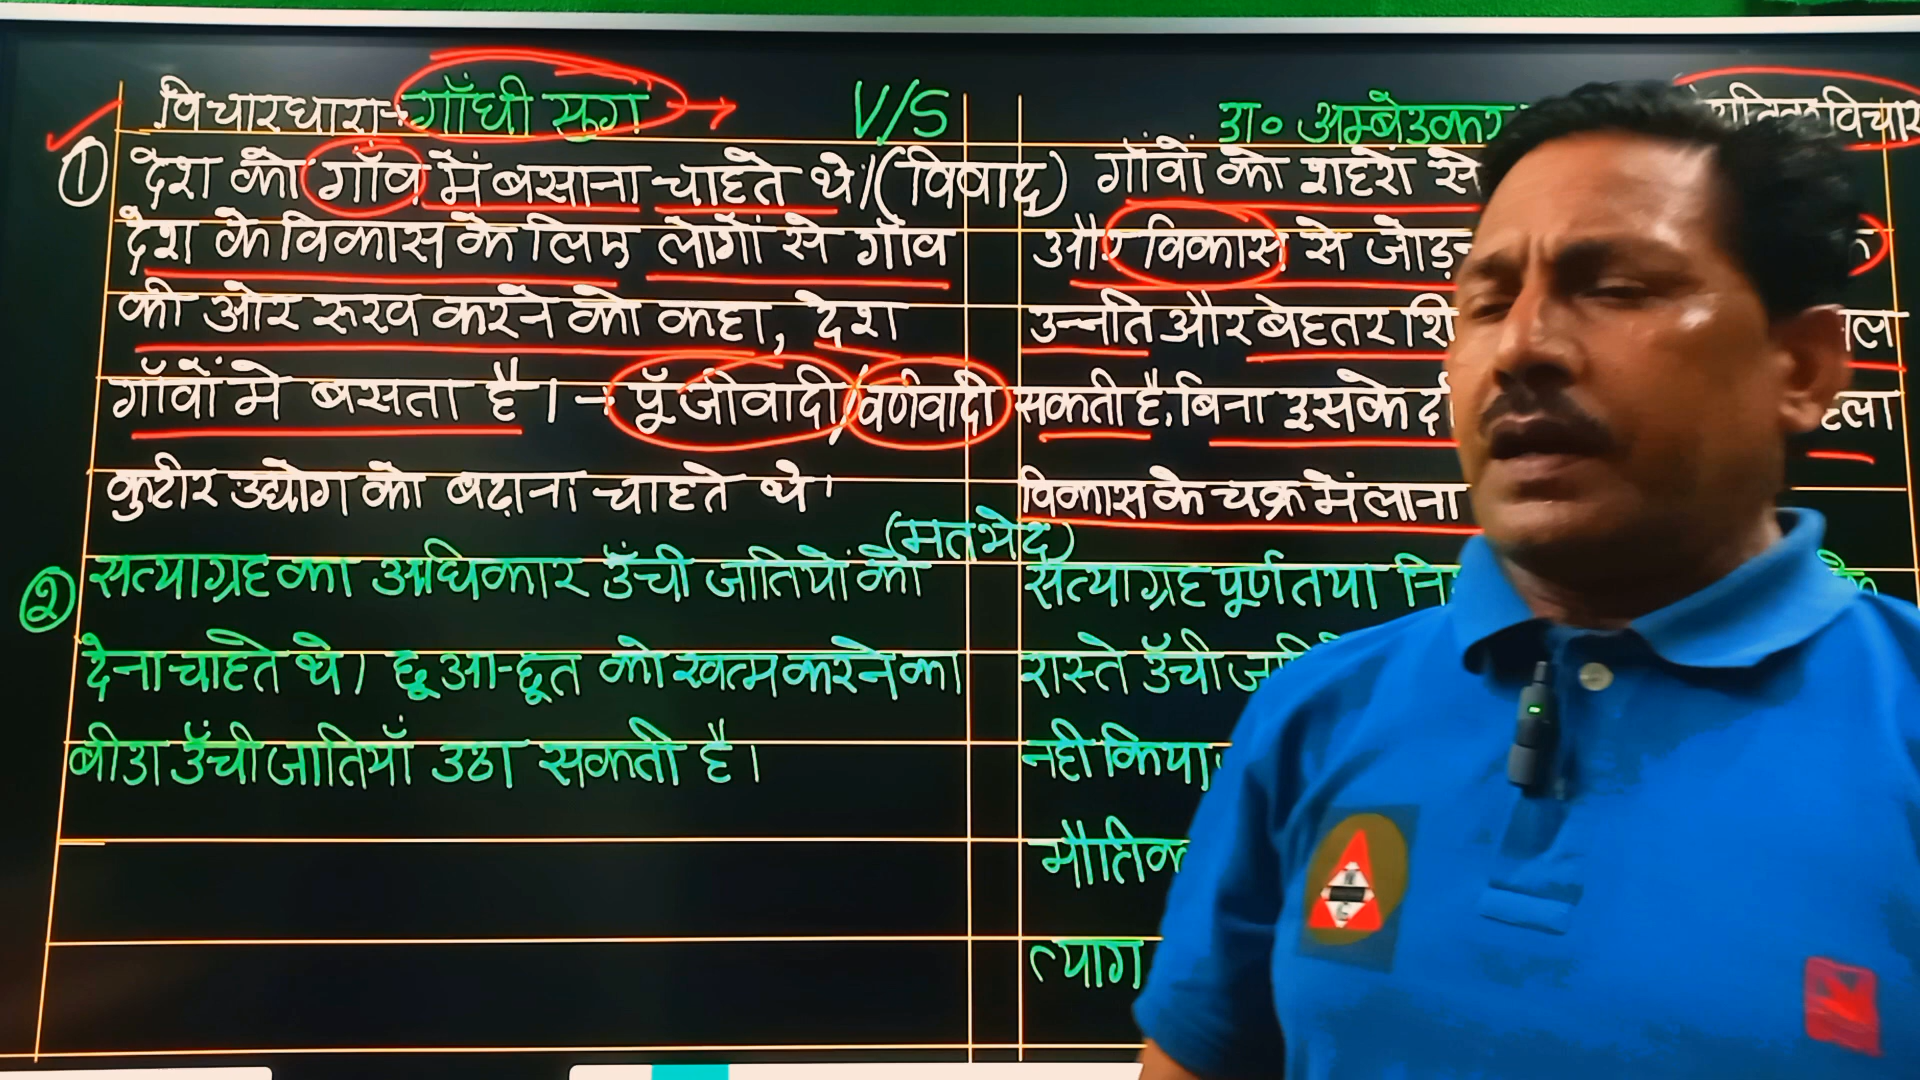 विचारधारा- गाँधी युग → V/S
डा० अम्बेडकर विचार
① देश को गाँव में बसाना चाहते थे।(विवाद)
देश के विकास के लिए लोगों से गाँव
की ओर रुख करने को कहा, देश
गाँवों में बसता है। - पूँजीवादी/वर्णवादी
कुटीर उद्योग को बढ़ाना चाहते थे।
(मतभेद)
② सत्याग्रह का अधिकार उँची जातियों को
देना चाहते थे। छूआ-छूत को खत्म करने का
बीडा उँची जातियाँ उठा सकती है।
गाँवों को शहरों से
और विकास से
उन्नति और बेहतर
सकती है, बिना उसके
विकास के चक्र में लाना
सत्याग्रह पूर्णतया
रास्ते उँची
नही किया
त्याग